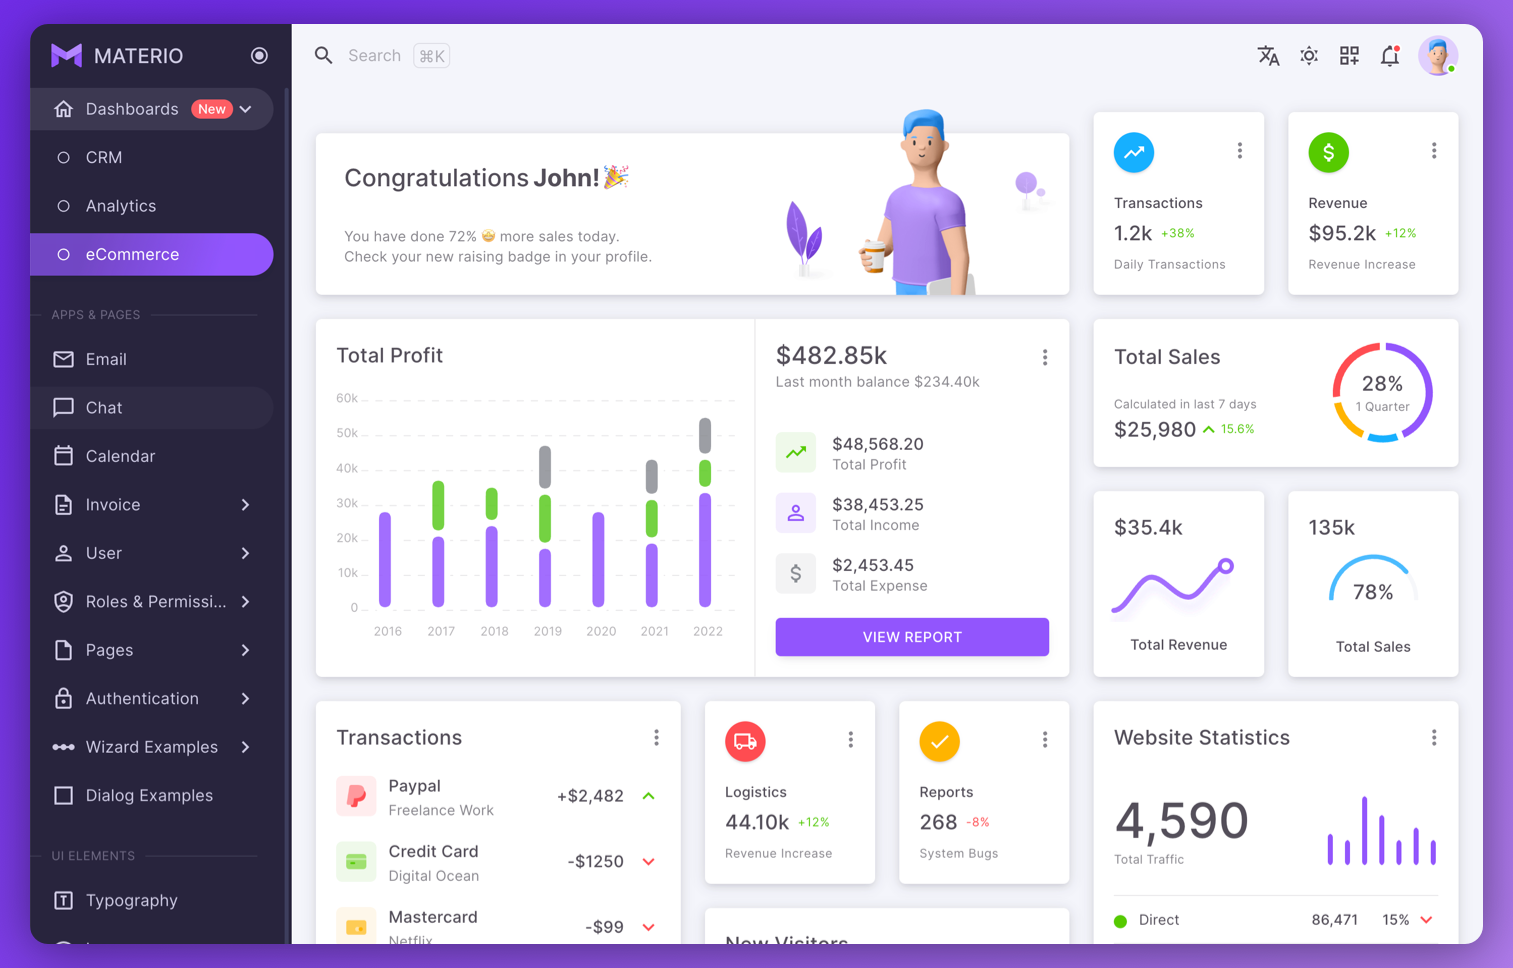 MATERIO
Dashboards New
CRM
Analytics
eCommerce
APPS & PAGES
Email
Chat
Calendar
Invoice
User
Roles & Permissi...
Pages
Authentication
Wizard Examples
Dialog Examples
UI ELEMENTS
Typography
Search ⌘K
Congratulations John! 🎉
You have done 72% 🤩 more sales today.
Check your new raising badge in your profile.
Transactions
1.2k +38%
Daily Transactions
Revenue
$95.2k +12%
Revenue Increase
Total Profit
60k
50k
40k
30k
20k
10k
0
2016 2017 2018 2019 2020 2021 2022
$482.85k
Last month balance $234.40k
$48,568.20
Total Profit
$38,453.25
Total Income
$2,453.45
Total Expense
VIEW REPORT
Total Sales
Calculated in last 7 days
$25,980 15.6%
28%
1 Quarter
$35.4k
Total Revenue
135k
78%
Total Sales
Transactions
Paypal
Freelance Work
+$2,482
Credit Card
Digital Ocean
-$1250
Mastercard
Netflix
-$99
Logistics
44.10k +12%
Revenue Increase
Reports
268 -8%
System Bugs
New Visitors
Website Statistics
4,590
Total Traffic
Direct 86,471 15%